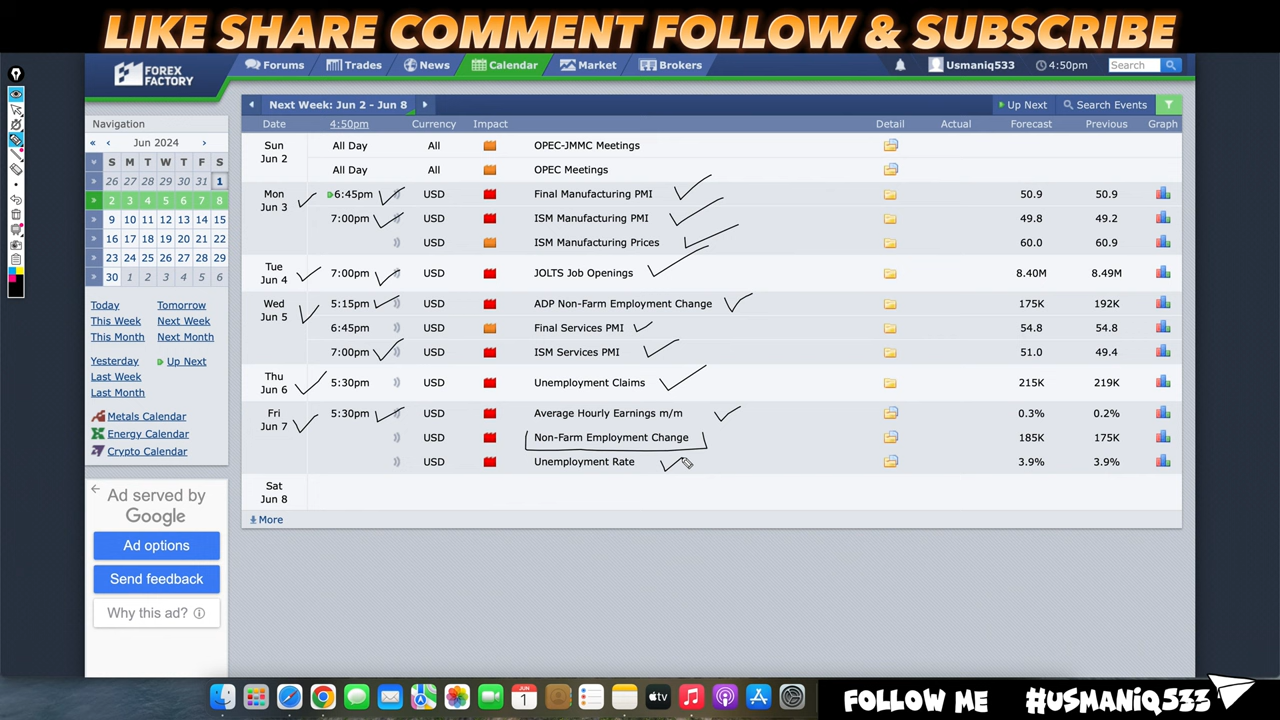 LIKE SHARE COMMENT FOLLOW & SUBSCRIBE
FOREX FACTORY
Forums Trades News Calendar Market Brokers Usmaniq533 4:50pm Search
Navigation
« ‹ Jun 2024 ›
S M T W T F S
26 27 28 29 30 31 1
2 3 4 5 6 7 8
9 10 11 12 13 14 15
16 17 18 19 20 21 22
23 24 25 26 27 28 29
30 1 2 3 4 5 6
Today Tomorrow
This Week Next Week
This Month Next Month
Yesterday Up Next
Last Week
Last Month
Metals Calendar
Energy Calendar
Crypto Calendar
Ad served by
Google
Ad options
Send feedback
Why this ad?
Next Week: Jun 2 - Jun 8 Up Next Search Events
Date 4:50pm Currency Impact Detail Actual Forecast Previous Graph
Sun Jun 2 All Day All OPEC-JMMC Meetings
All Day All OPEC Meetings
Mon Jun 3 6:45pm USD Final Manufacturing PMI 50.9 50.9
7:00pm USD ISM Manufacturing PMI 49.8 49.2
USD ISM Manufacturing Prices 60.0 60.9
Tue Jun 4 7:00pm USD JOLTS Job Openings 8.40M 8.49M
Wed Jun 5 5:15pm USD ADP Non-Farm Employment Change 175K 192K
6:45pm USD Final Services PMI 54.8 54.8
7:00pm USD ISM Services PMI 51.0 49.4
Thu Jun 6 5:30pm USD Unemployment Claims 215K 219K
Fri Jun 7 5:30pm USD Average Hourly Earnings m/m 0.3% 0.2%
USD Non-Farm Employment Change 185K 175K
USD Unemployment Rate 3.9% 3.9%
Sat Jun 8
More
JUN 1
tv
FOLLOW ME #USMANIQ533